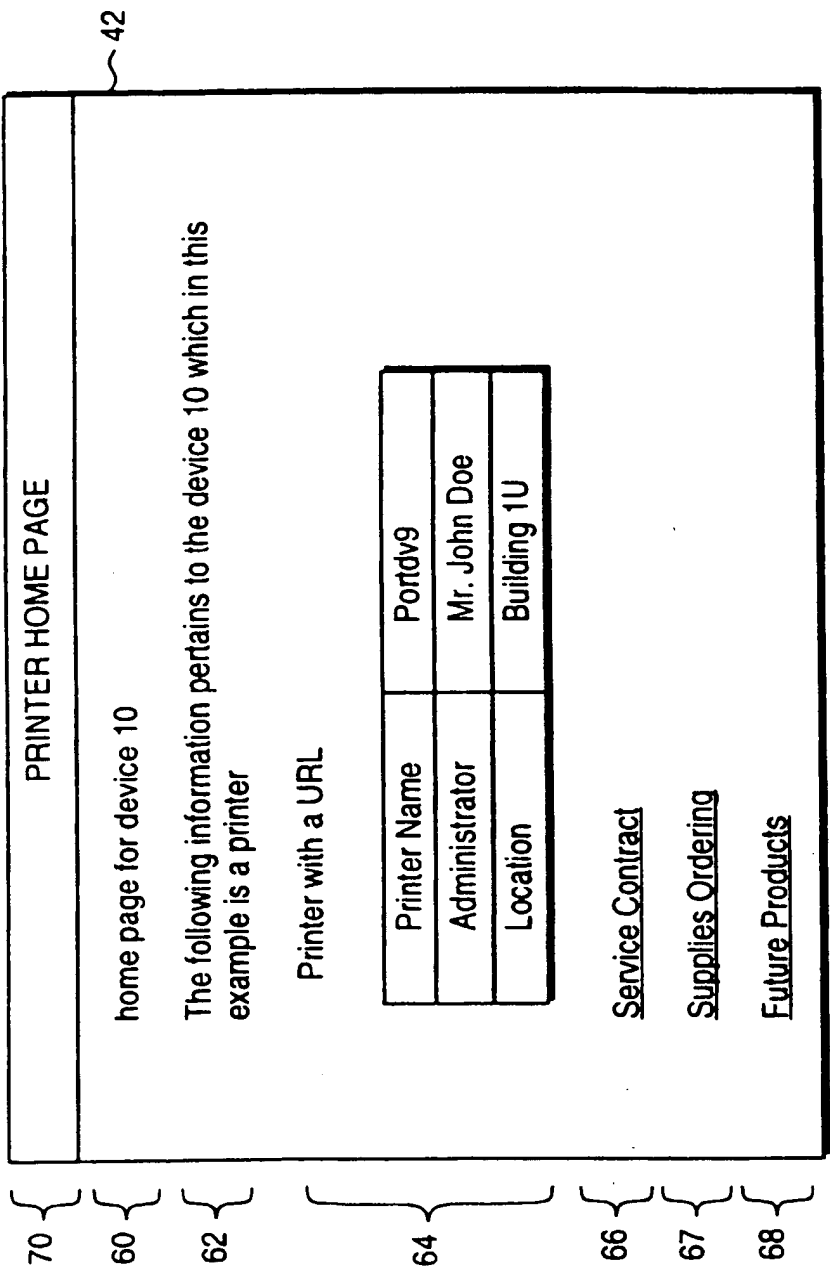 42
70 PRINTER HOME PAGE
60 home page for device 10
62 The following information pertains to the device 10 which in this
example is a printer
64 Printer with a URL
Printer Name Portdv9
Administrator Mr. John Doe
Location Building 1U
66 Service Contract
67 Supplies Ordering
68 Future Products